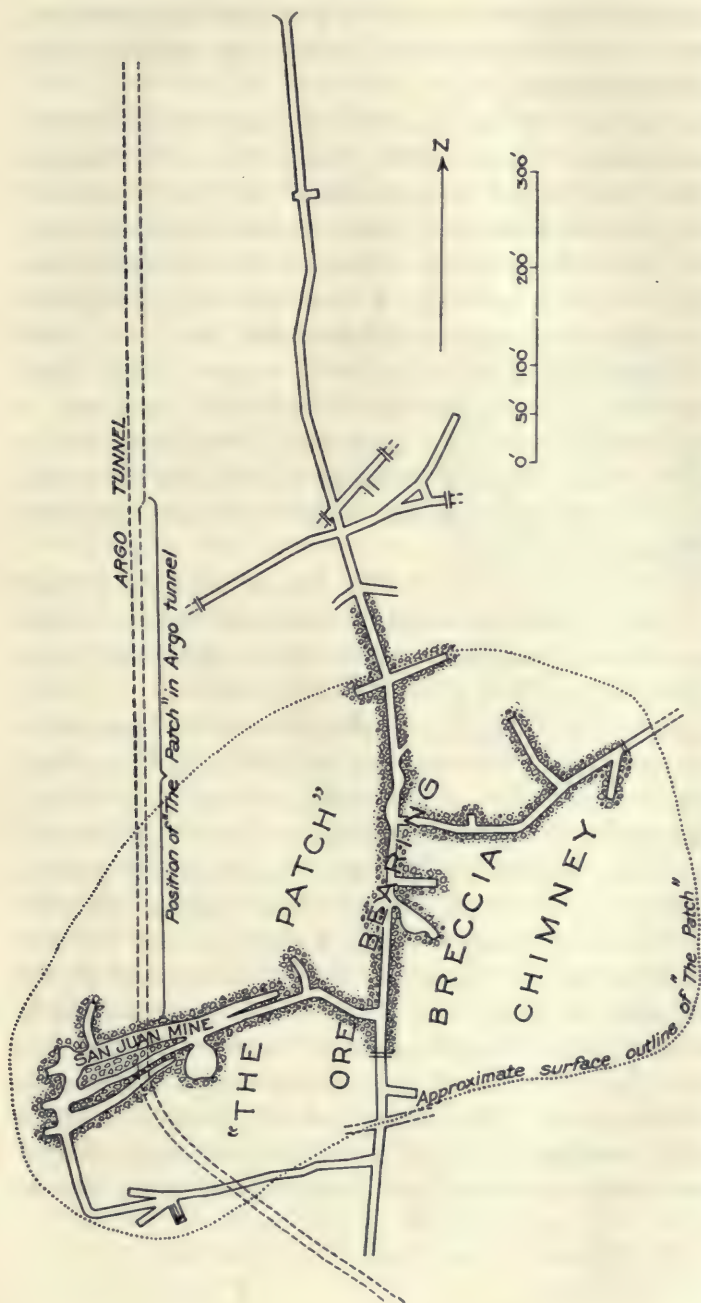 ARGO TUNNEL
Position of "The Patch" in Argo tunnel
N
0'
50'
100'
200'
300'
SAN JUAN MINE
"THE PATCH"
ORE BEARING
BRECCIA
CHIMNEY
Approximate surface outline of "The Patch"